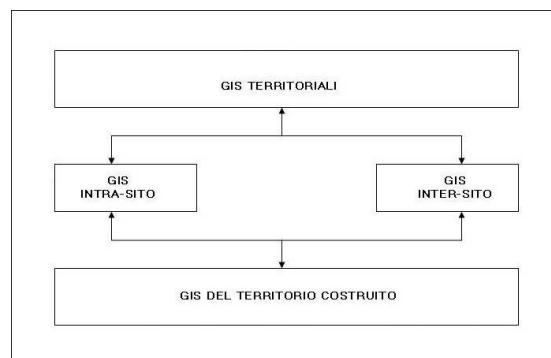 GIS TERRITORIALI
GIS
INTRA-SITO
GIS
INTER-SITO
GIS DEL TERRITORIO COSTRUITO